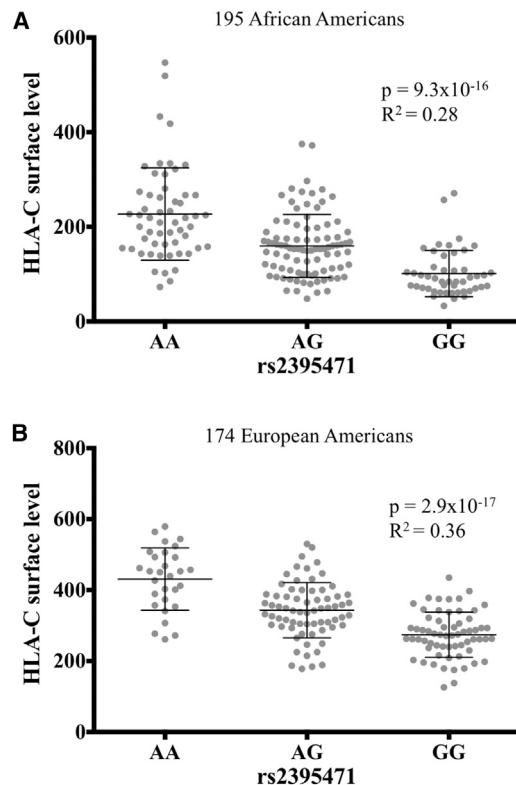 A
195 African Americans
HLA-C surface level
600
400
200
0
p = 9.3x10-16
R2 = 0.28
AA AG GG
rs2395471
B
174 European Americans
HLA-C surface level
800
600
400
200
0
p = 2.9x10-17
R2 = 0.36
AA AG GG
rs2395471